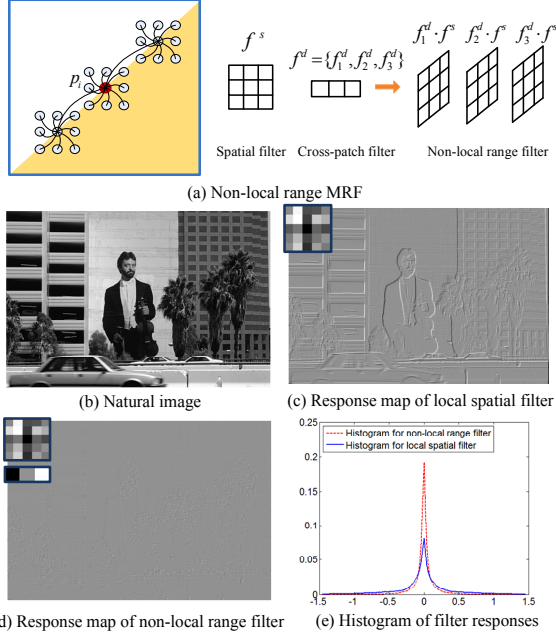 p_i
f^s
f^d={f_1^d, f_2^d, f_3^d}
f_1^d·f^s f_2^d·f^s f_3^d·f^s
Spatial filter Cross-patch filter Non-local range filter
(a) Non-local range MRF
(b) Natural image
(c) Response map of local spatial filter
0.25
0.2
0.15
0.1
0.05
0
-1.5 -1 -0.5 0 0.5 1 1.5
Histogram for non-local range filter
Histogram for local spatial filter
d) Response map of non-local range filter
(e) Histogram of filter responses